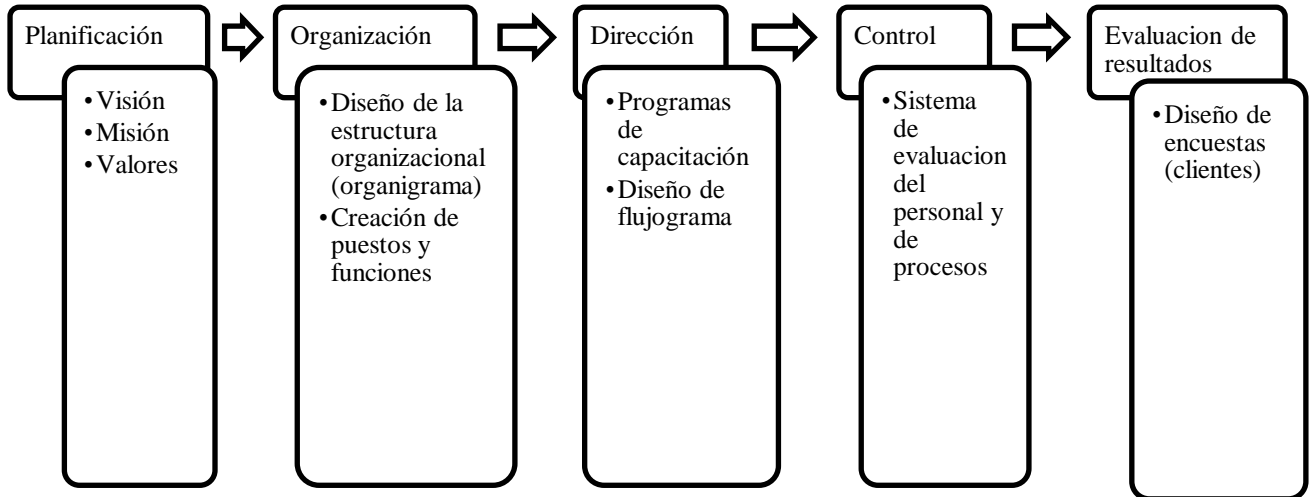 Planificación
•Visión
•Misión
•Valores
Organización
•Diseño de la
estructura
organizacional
(organigrama)
•Creación de
puestos y
funciones
Dirección
•Programas
de
capacitación
•Diseño de
flujograma
Control
•Sistema
de
evaluacion
del
personal y
de
procesos
Evaluacion de
resultados
•Diseño de
encuestas
(clientes)